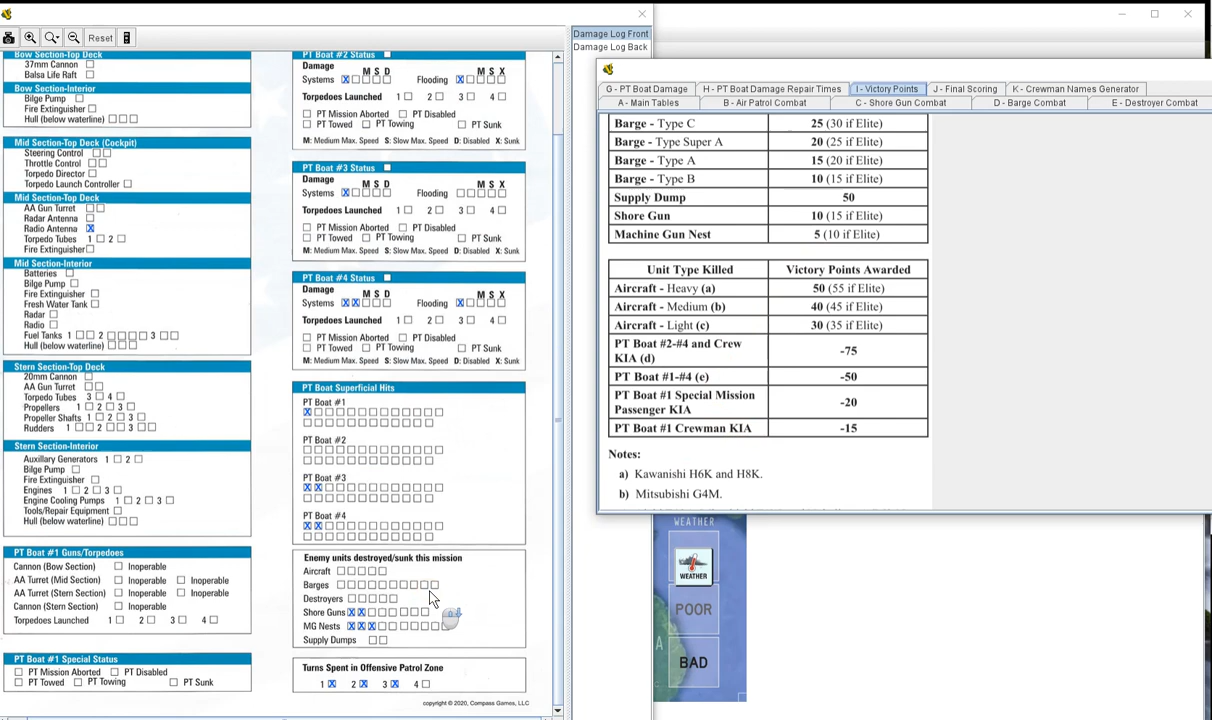 Reset
Damage Log Front
Damage Log Back
Bow Section-Top Deck
37mm Cannon
Balsa Life Raft
Bow Section-Interior
Bilge Pump
Fire Extinguisher
Hull (below waterline)
Mid Section-Top Deck (Cockpit)
Steering Control
Throttle Control
Torpedo Director
Torpedo Launch Controller
Mid Section-Top Deck
AA Gun Turret
Radar Antenna
Radio Antenna X
Torpedo Tubes 1 2
Fire Extinguisher
Mid Section-Interior
Batteries
Bilge Pump
Fire Extinguisher
Fresh Water Tank
Radar
Radio
Fuel Tanks 1 2 3
Hull (below waterline)
Stern Section-Top Deck
20mm Cannon
AA Gun Turret
Torpedo Tubes 3 4
Propellers 1 2 3
Propeller Shafts 1 2 3
Rudders 1 2 3
Stern Section-Interior
Auxillary Generators 1 2
Bilge Pump
Fire Extinguisher
Engines 1 2 3
Engine Cooling Pumps 1 2 3
Tools/Repair Equipment
Hull (below waterline)
PT Boat #1 Guns/Torpedoes
Cannon (Bow Section) Inoperable
AA Turret (Mid Section) Inoperable Inoperable
AA Turret (Stern Section) Inoperable Inoperable
Cannon (Stern Section) Inoperable
Torpedoes Launched 1 2 3 4
PT Boat #1 Special Status
PT Mission Aborted PT Disabled
PT Towed PT Towing PT Sunk
PT Boat #2 Status
Damage M S D M S X
Systems X Flooding X
Torpedoes Launched 1 2 3 4
PT Mission Aborted PT Disabled
PT Towed PT Towing PT Sunk
M: Medium Max. Speed S: Slow Max. Speed D: Disabled X: Sunk
PT Boat #3 Status
Damage M S D M S X
Systems X Flooding
Torpedoes Launched 1 2 3 4
PT Mission Aborted PT Disabled
PT Towed PT Towing PT Sunk
M: Medium Max. Speed S: Slow Max. Speed D: Disabled X: Sunk
PT Boat #4 Status
Damage M S D M S X
Systems X X Flooding X
Torpedoes Launched 1 2 3 4
PT Mission Aborted PT Disabled
PT Towed PT Towing PT Sunk
M: Medium Max. Speed S: Slow Max. Speed D: Disabled X: Sunk
PT Boat Superficial Hits
PT Boat #1
X
PT Boat #2
PT Boat #3
X X
PT Boat #4
X X
Enemy units destroyed/sunk this mission
Aircraft
Barges
Destroyers
Shore Guns X X
MG Nests X X X
Supply Dumps
Turns Spent in Offensive Patrol Zone
1 X 2 X 3 X 4
copyright © 2020, Compass Games, LLC
G - PT Boat Damage H - PT Boat Damage Repair Times I - Victory Points J - Final Scoring K - Crewman Names Generator
A - Main Tables B - Air Patrol Combat C - Shore Gun Combat D - Barge Combat E - Destroyer Combat
Barge - Type C 25 (30 if Elite)
Barge - Type Super A 20 (25 if Elite)
Barge - Type A 15 (20 if Elite)
Barge - Type B 10 (15 if Elite)
Supply Dump 50
Shore Gun 10 (15 if Elite)
Machine Gun Nest 5 (10 if Elite)
Unit Type Killed Victory Points Awarded
Aircraft - Heavy (a) 50 (55 if Elite)
Aircraft - Medium (b) 40 (45 if Elite)
Aircraft - Light (c) 30 (35 if Elite)
PT Boat #2-#4 and Crew
KIA (d) -75
PT Boat #1-#4 (e) -50
PT Boat #1 Special Mission
Passenger KIA -20
PT Boat #1 Crewman KIA -15
Notes:
a) Kawanishi H6K and H8K.
b) Mitsubishi G4M.
WEATHER
WEATHER
POOR
BAD